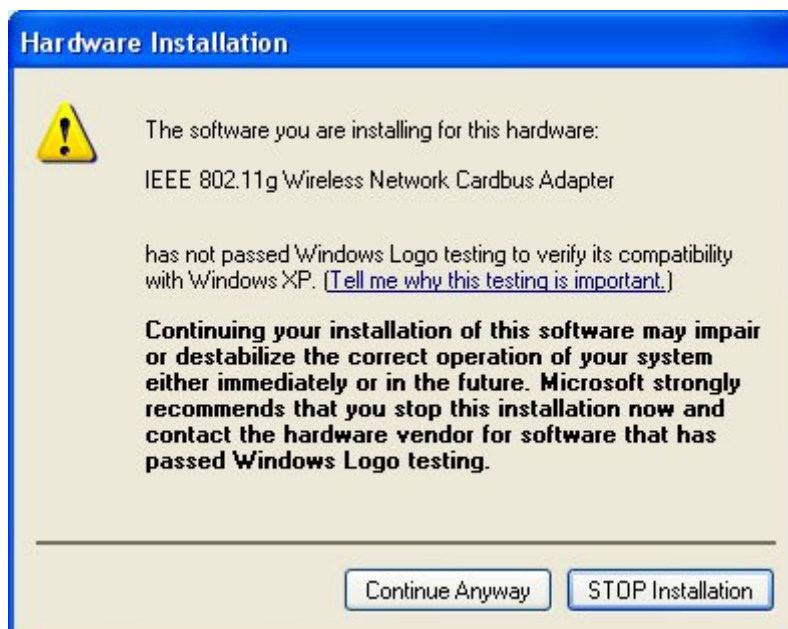 Hardware Installation
The software you are installing for this hardware:
IEEE 802.11g Wireless Network Cardbus Adapter
has not passed Windows Logo testing to verify its compatibility
with Windows XP. (Tell me why this testing is important.)
Continuing your installation of this software may impair
or destabilize the correct operation of your system
either immediately or in the future. Microsoft strongly
recommends that you stop this installation now and
contact the hardware vendor for software that has
passed Windows Logo testing.
Continue Anyway STOP Installation